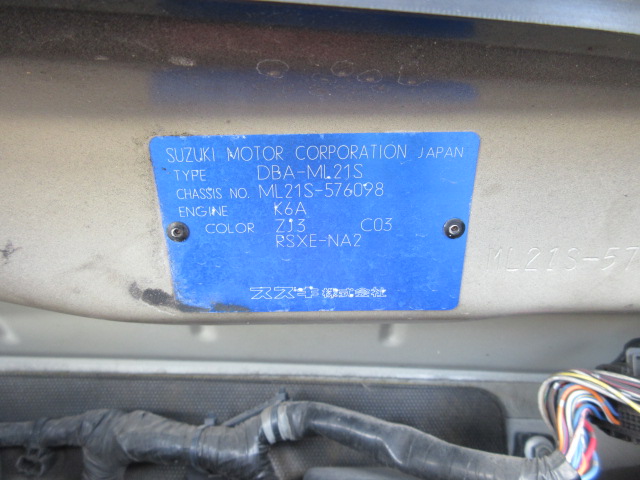 SUZUKI MOTOR CORPORATION JAPAN
TYPE DBA-ML21S
CHASSIS NO. ML21S-576098
ENGINE K6A
COLOR ZJ3 C03
RSXE-NA2
スズキ株式会社
ML21S-57